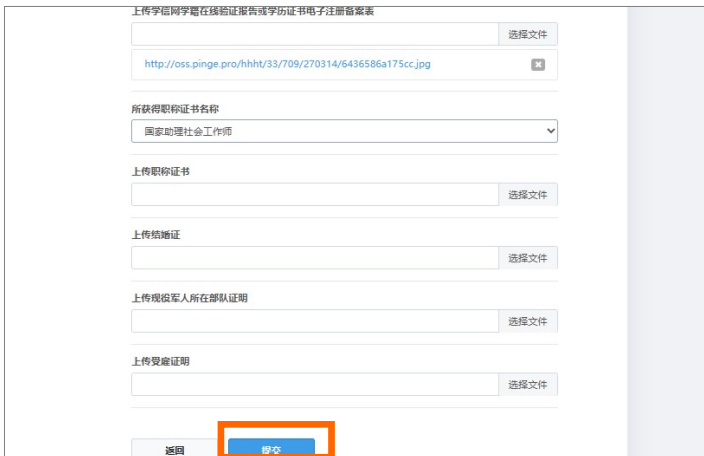 上传学信网学籍在线验证报告或学历证书电子注册备案表
选择文件
http://oss.pinge.pro/hhht/33/709/270314/6436586a175cc.jpg
所获得职称证书名称
国家助理社会工作师
上传职称证书
选择文件
上传结婚证
选择文件
上传现役军人所在部队证明
选择文件
上传受雇证明
选择文件
返回
提交